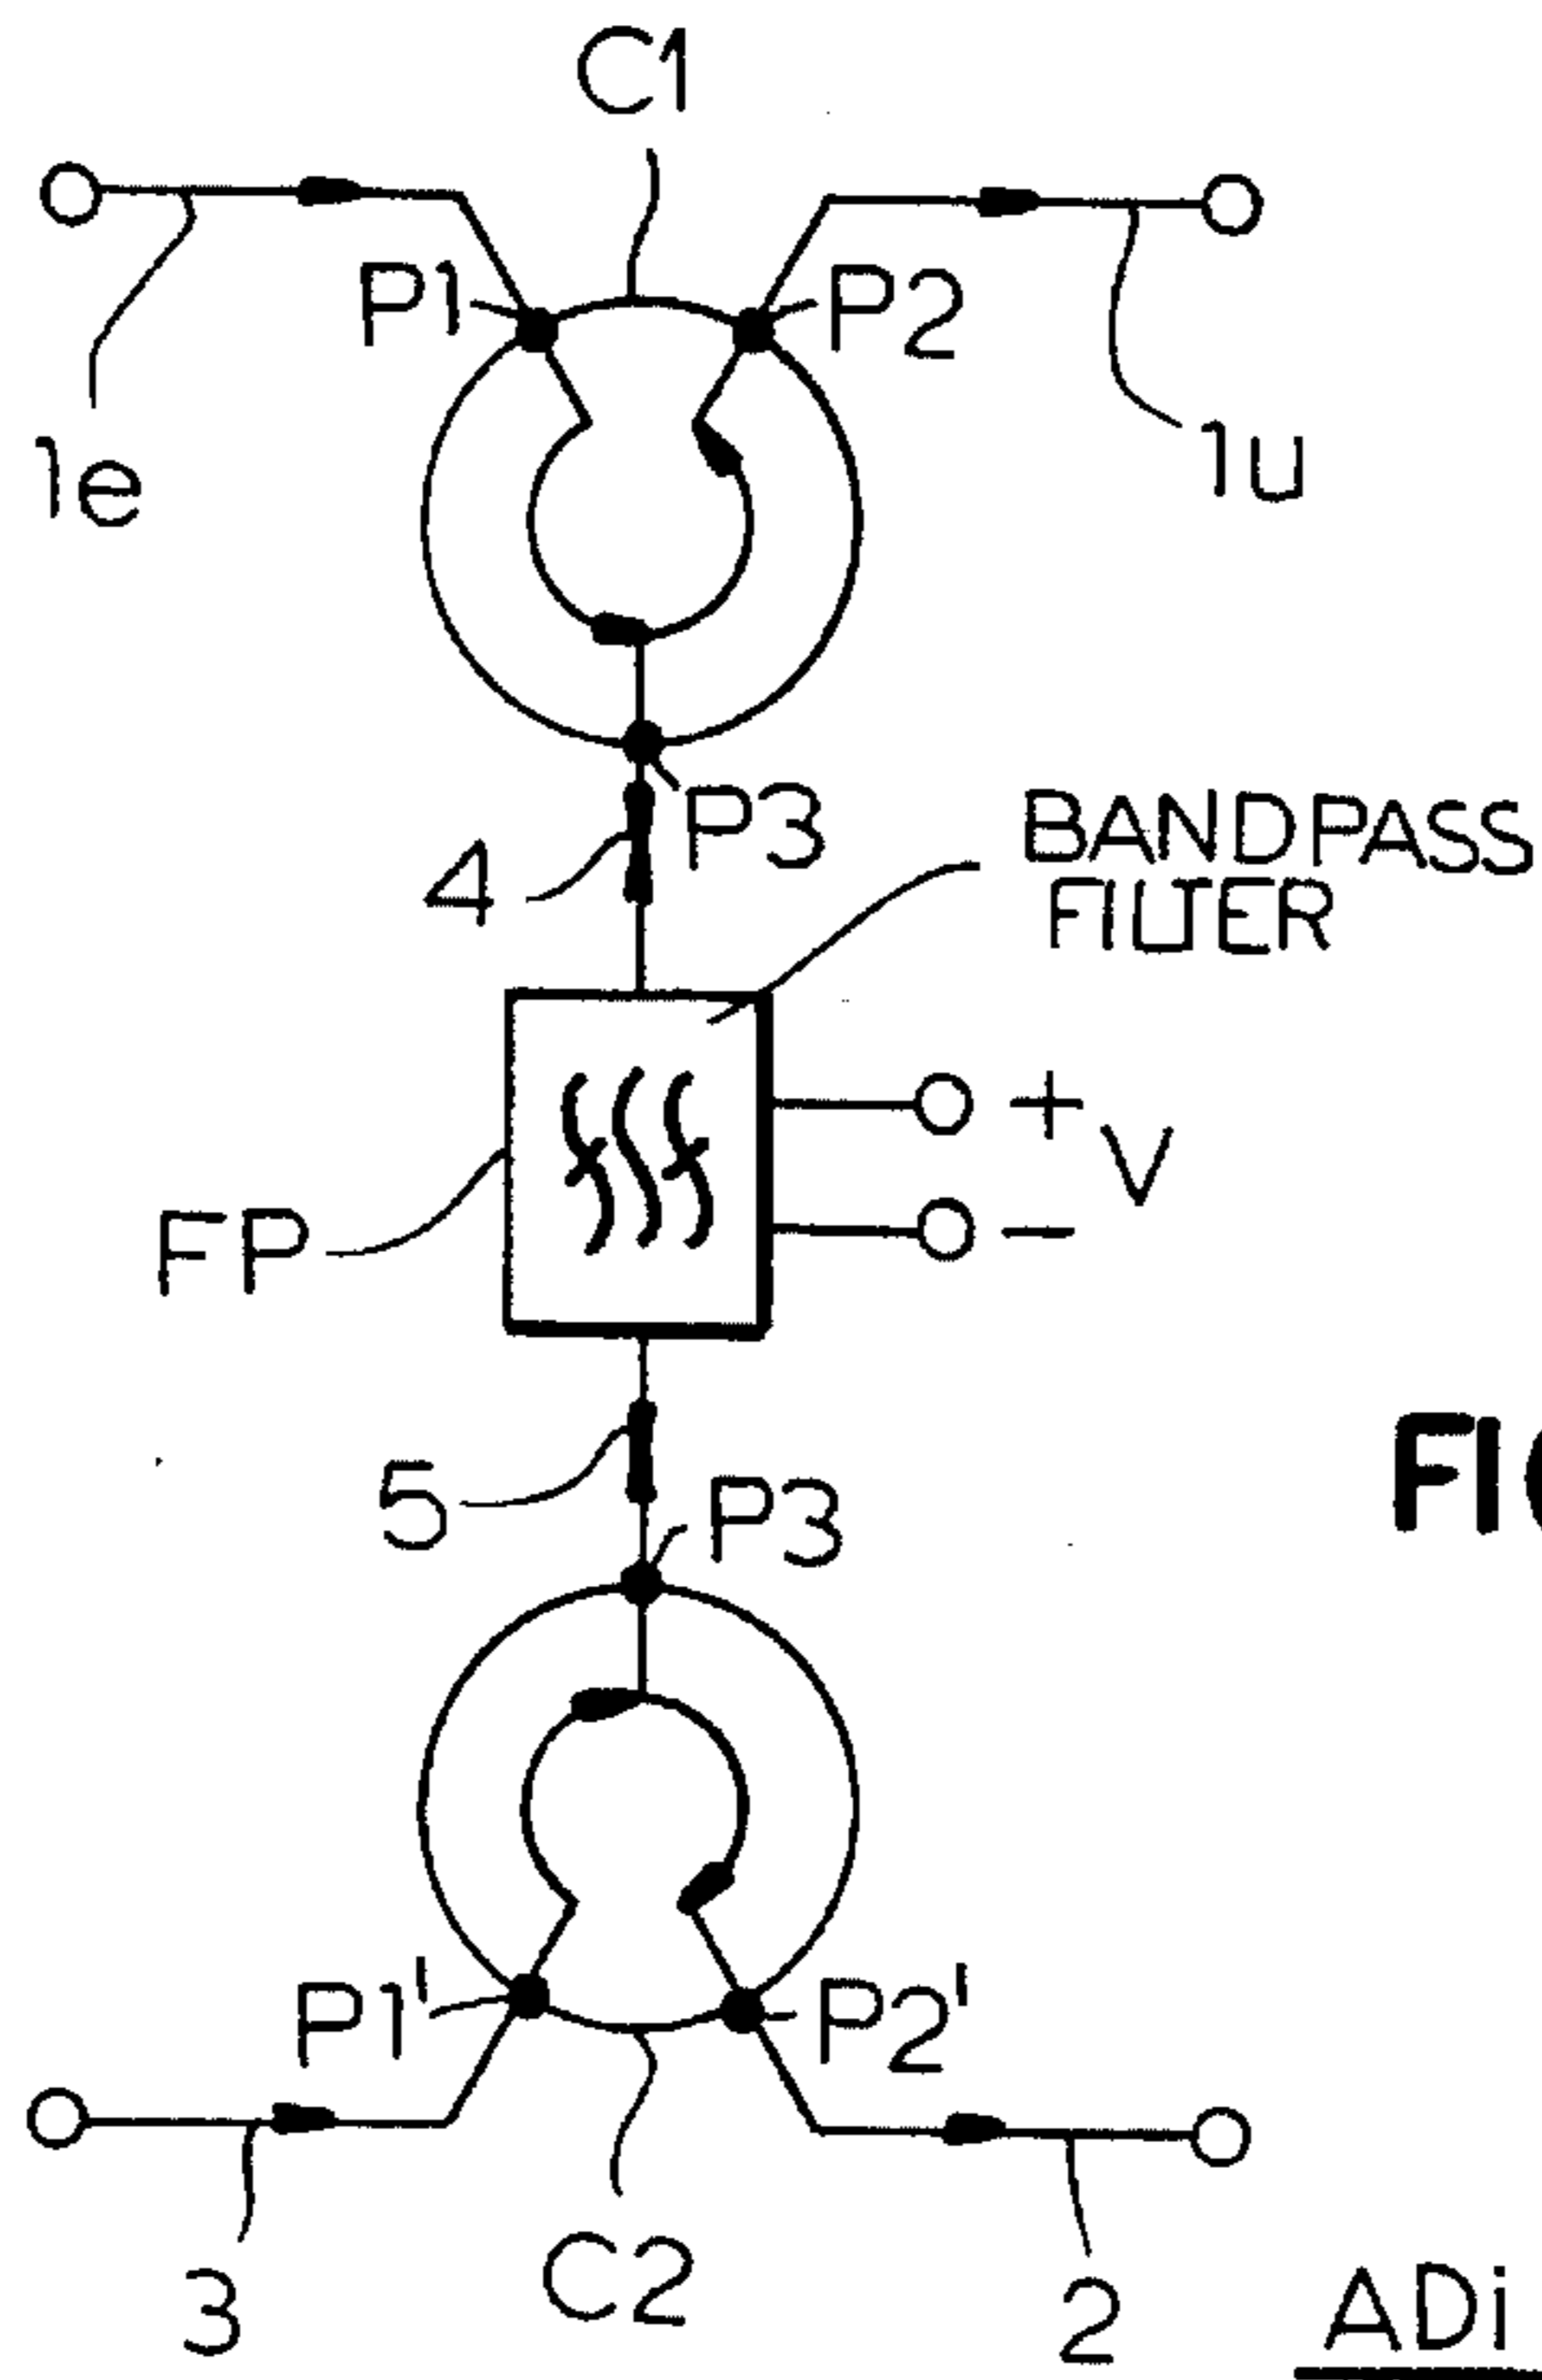 C1
P1
P2
1e
1u
P3
4
BANDPASS
FILTER
+
V
-
FP
5
P3
P1'
P2'
3
C2
2
ADi